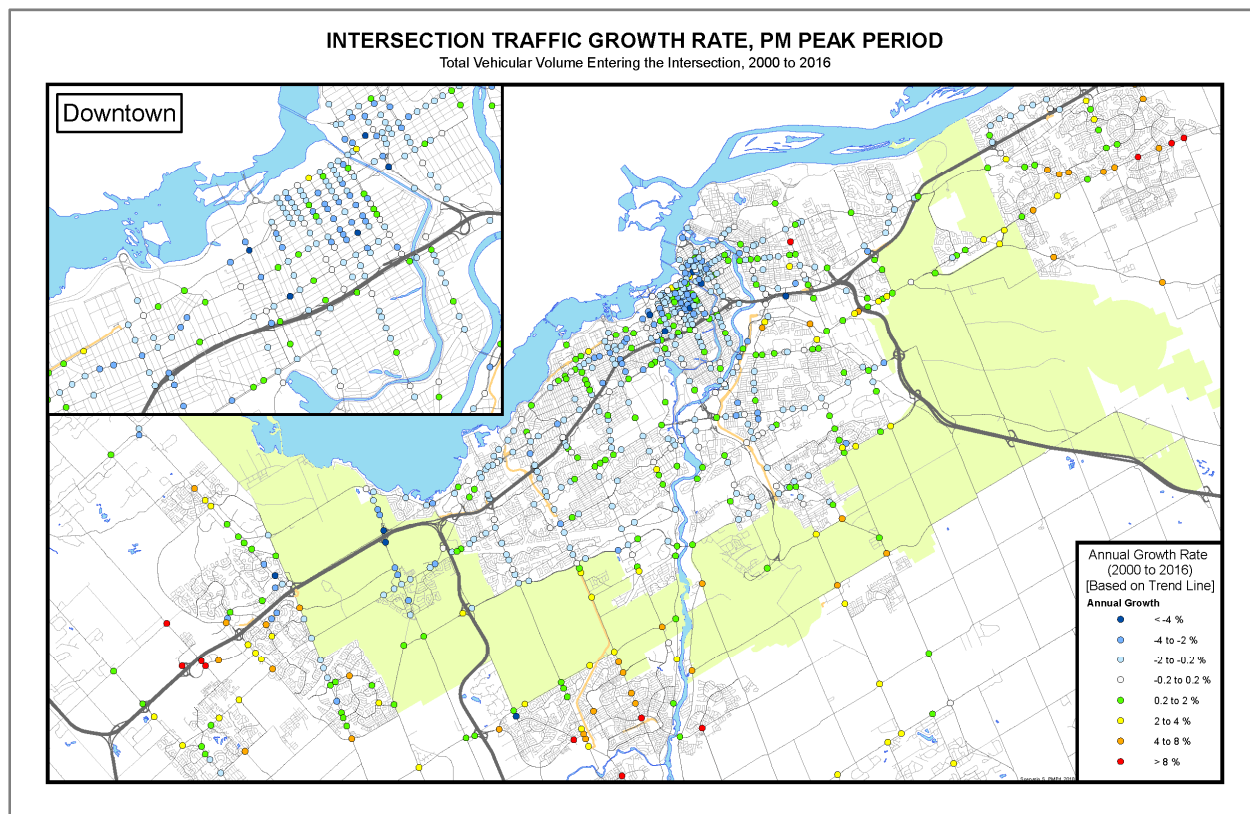 INTERSECTION TRAFFIC GROWTH RATE, PM PEAK PERIOD
Total Vehicular Volume Entering the Intersection, 2000 to 2016
Downtown
Annual Growth Rate
(2000 to 2016)
[Based on Trend Line]
Annual Growth
< -4 %
-4 to -2 %
-2 to -0.2 %
-0.2 to 0.2 %
0.2 to 2 %
2 to 4 %
4 to 8 %
> 8 %